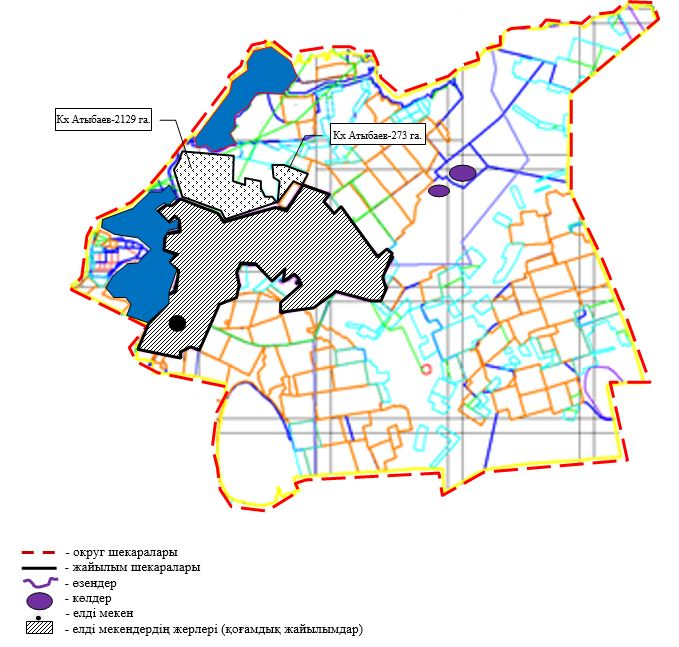 Кх Атыбаев-2129 га.
Кх Атыбаев-273 га.
- округ шекаралары
- жайылым шекаралары
- өзендер
- көлдер
- елді мекен
- елді мекендердің жерлері (қоғамдық жайылымдар)